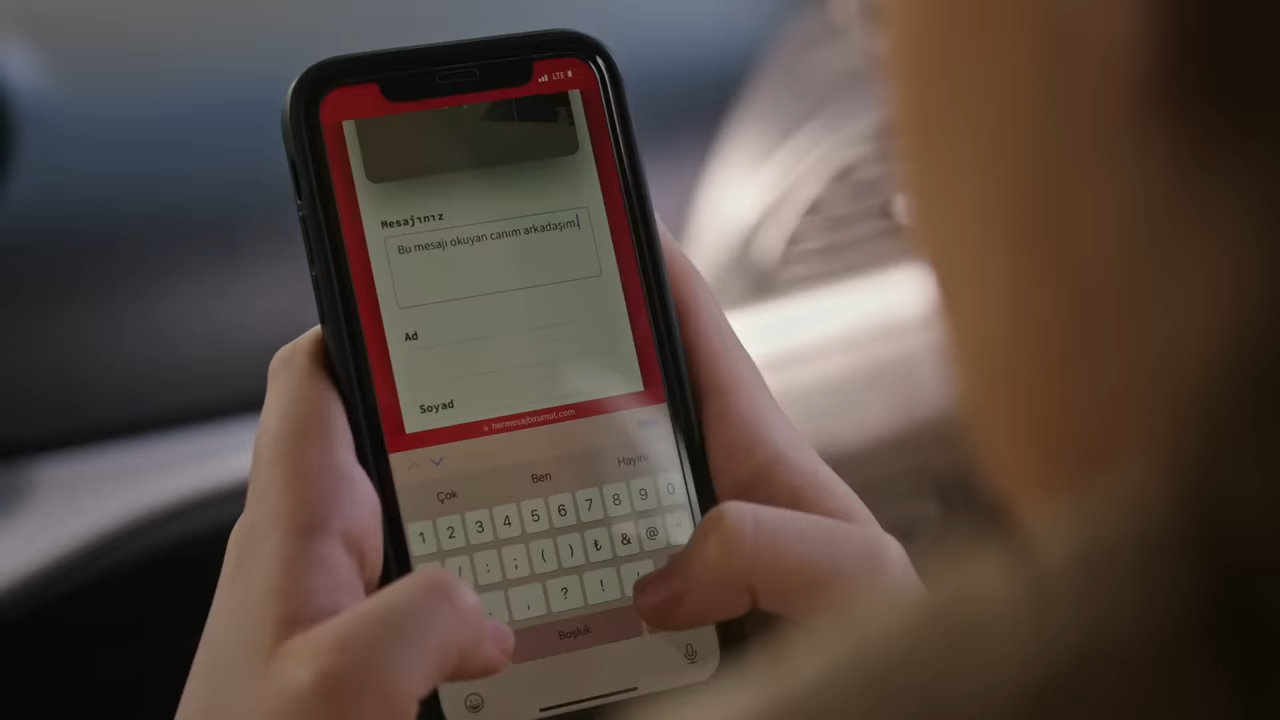 LTE
Mesajınız
Bu mesajı okuyan canım arkadaşım.
Ad
Soyad
hermesajbirumut.com
Çok Ben Hayırlı
1 2 3 4 5 6 7 8 9 0
/ : ; ( ) ₺ & @ "
. , ? ! '
Boşluk